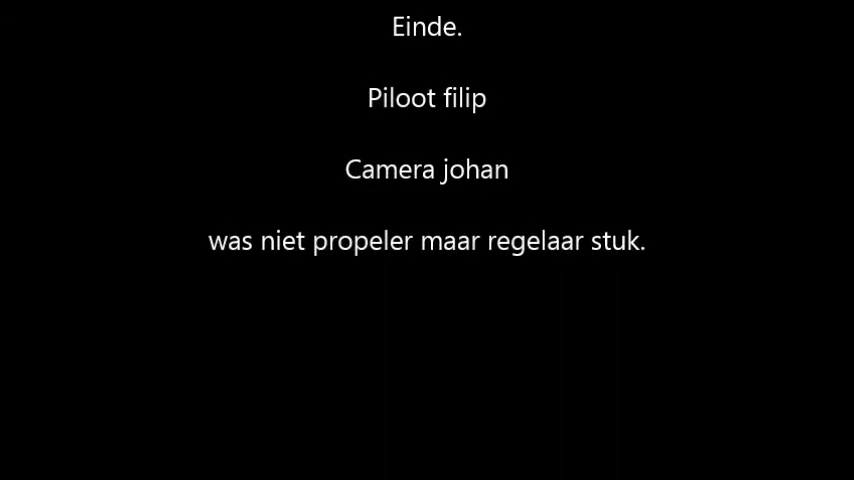 Einde.
Piloot filip
Camera johan
was niet propeler maar regelaar stuk.